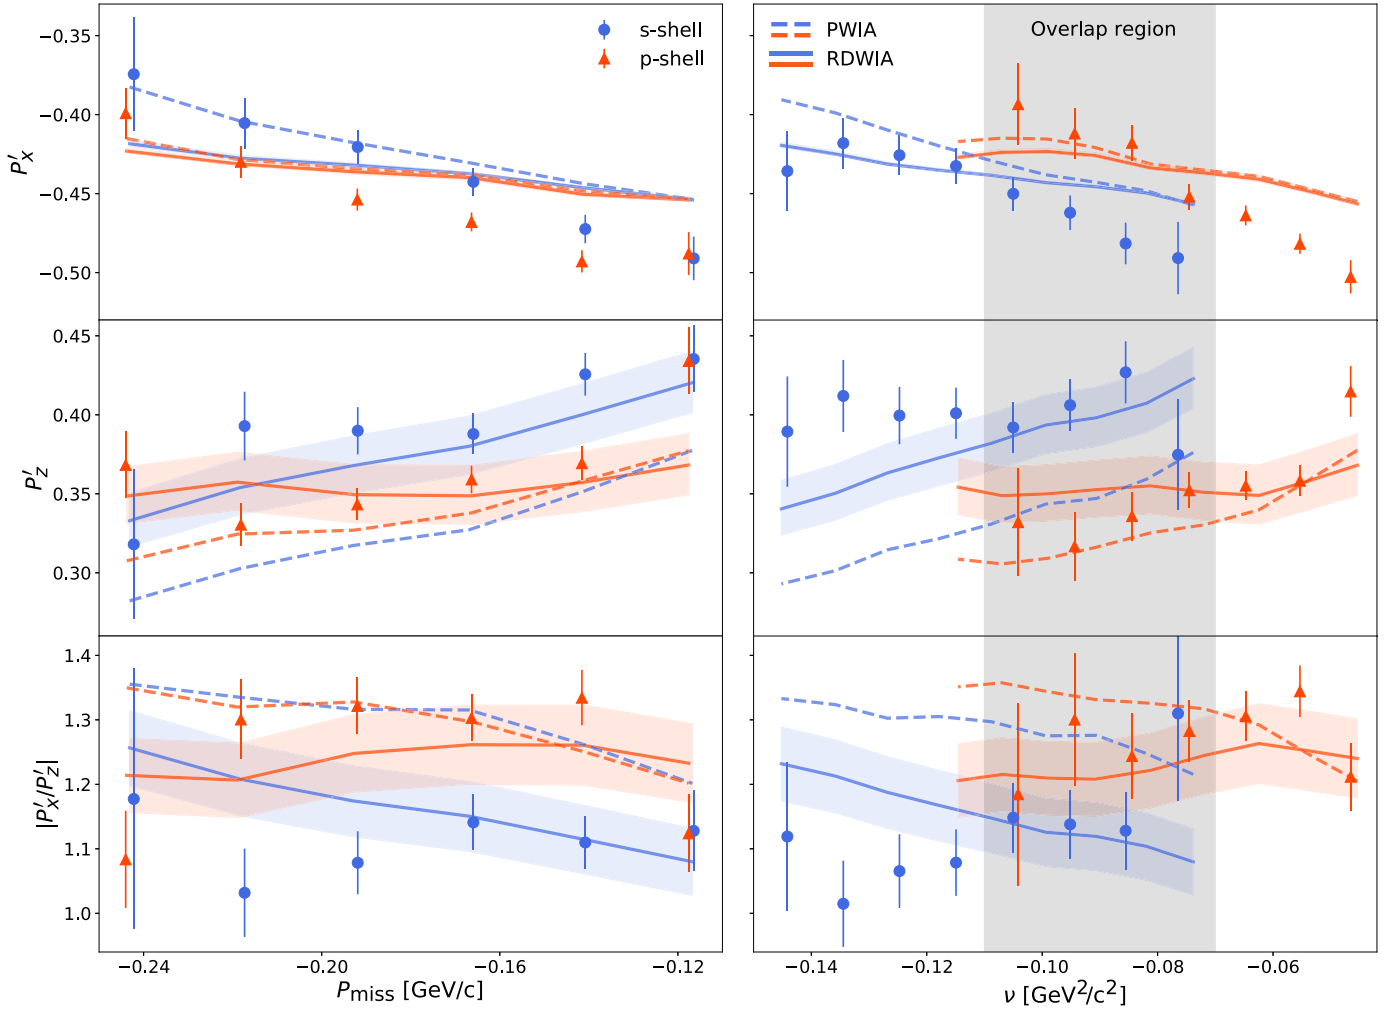 s-shell
p-shell
PWIA
RDWIA
Overlap region
−0.35
−0.40
−0.45
−0.50
P′x
0.45
0.40
0.35
0.30
P′z
1.4
1.3
1.2
1.1
1.0
|P′x/P′z|
−0.24 −0.20 −0.16 −0.12
Pmiss [GeV/c]
−0.14 −0.12 −0.10 −0.08 −0.06
ν [GeV²/c²]